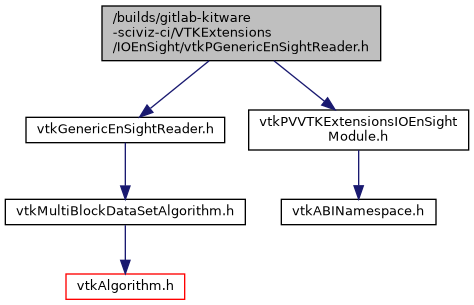 /builds/gitlab-kitware
-sciviz-ci/VTKExtensions
/IOEnSight/vtkPGenericEnSightReader.h
vtkGenericEnSightReader.h
vtkPVVTKExtensionsIOEnSight
Module.h
vtkMultiBlockDataSetAlgorithm.h
vtkABINamespace.h
vtkAlgorithm.h